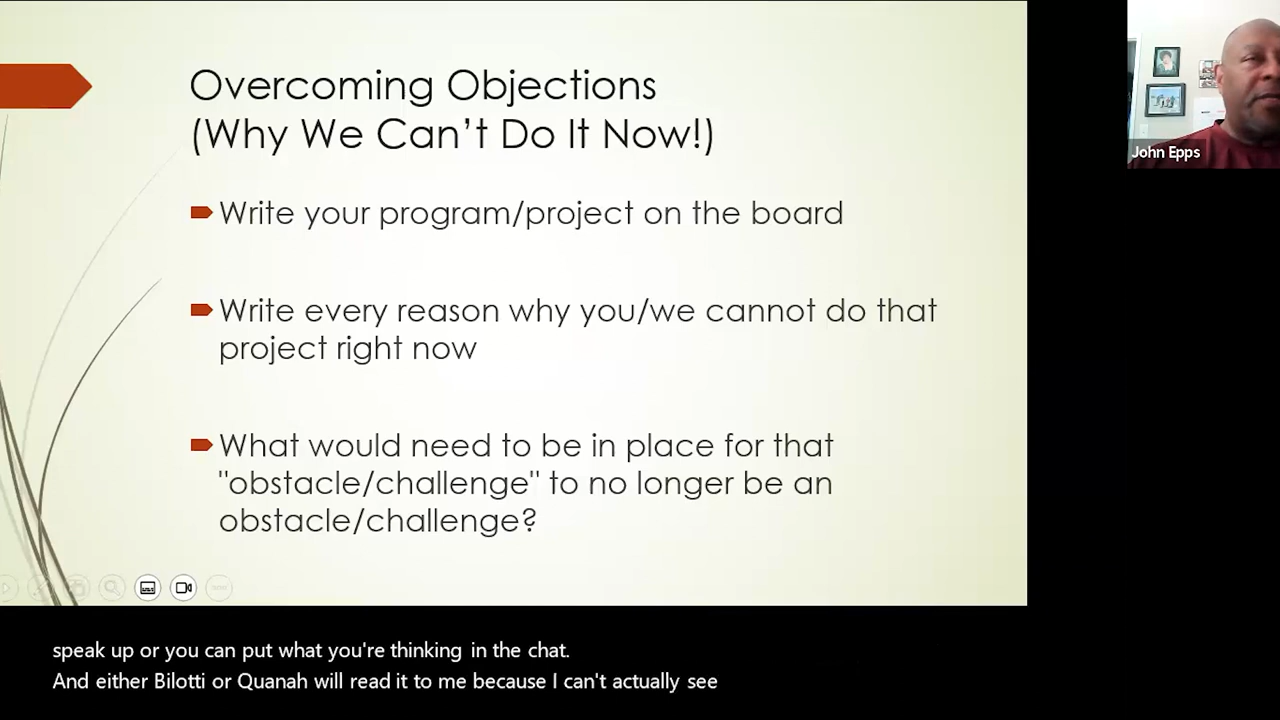 Overcoming Objections
(Why We Can’t Do It Now!)
Write your program/project on the board
Write every reason why you/we cannot do that
project right now
What would need to be in place for that
"obstacle/challenge" to no longer be an
obstacle/challenge?
John Epps
speak up or you can put what you're thinking in the chat.
And either Bilotti or Quanah will read it to me because I can't actually see